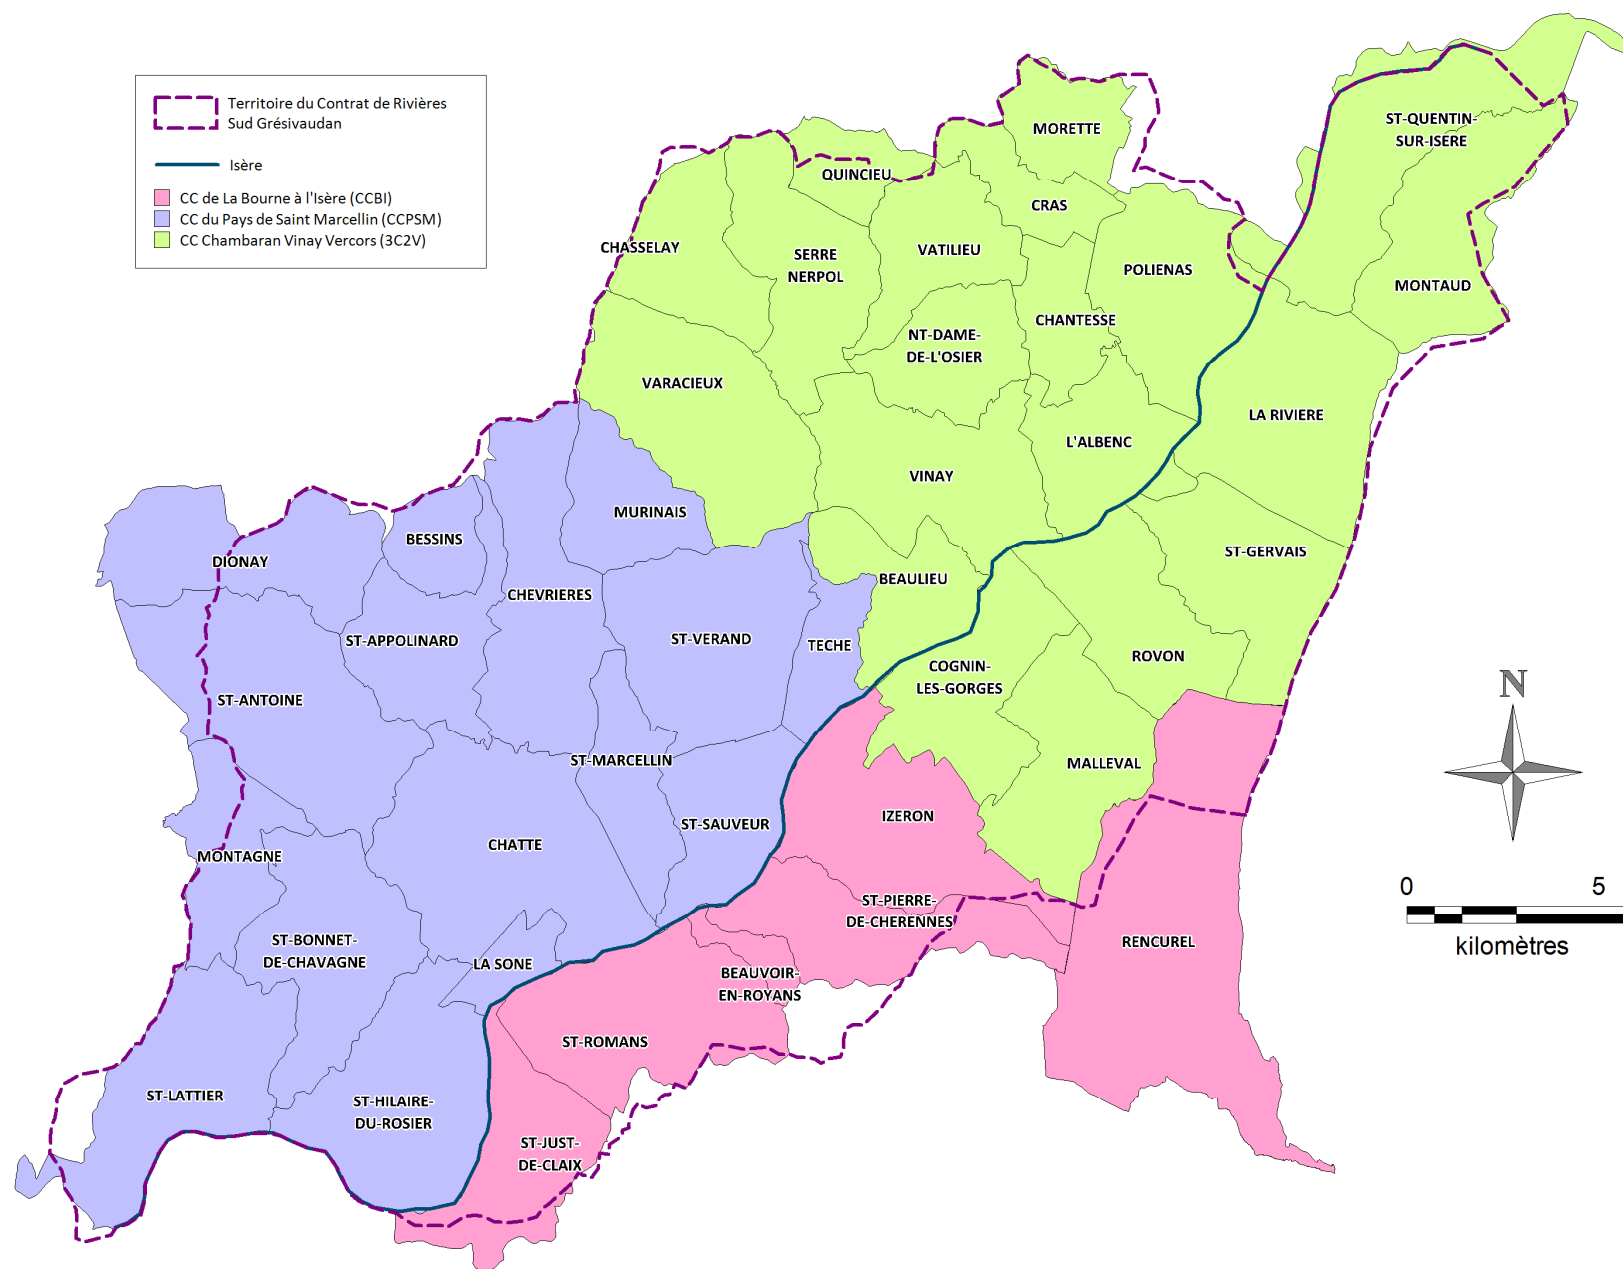 Territoire du Contrat de Rivières
Sud Grésivaudan
Isère
CC de La Bourne à l'Isère (CCBI)
CC du Pays de Saint Marcellin (CCPSM)
CC Chambaran Vinay Vercors (3C2V)
MORETTE
ST-QUENTIN-
SUR-ISERE
QUINCIEU
CRAS
CHASSELAY
SERRE
NERPOL
VATILIEU
POLIENAS
MONTAUD
CHANTESSE
NT-DAME-
DE-L'OSIER
VARACIEUX
LA RIVIERE
L'ALBENC
VINAY
MURINAIS
BESSINS
DIONAY
ST-GERVAIS
BEAULIEU
CHEVRIERES
ST-APPOLINARD
ST-VERAND
TECHE
ROVON
COGNIN-
LES-GORGES
ST-ANTOINE
ST-MARCELLIN
MALLEVAL
IZERON
ST-SAUVEUR
CHATTE
MONTAGNE
ST-PIERRE-
DE-CHERENNES
RENCUREL
ST-BONNET-
DE-CHAVAGNE
LA SONE
BEAUVOIR-
EN-ROYANS
ST-ROMANS
ST-LATTIER
ST-HILAIRE-
DU-ROSIER
ST-JUST-
DE-CLAIX
N
0 5
kilomètres